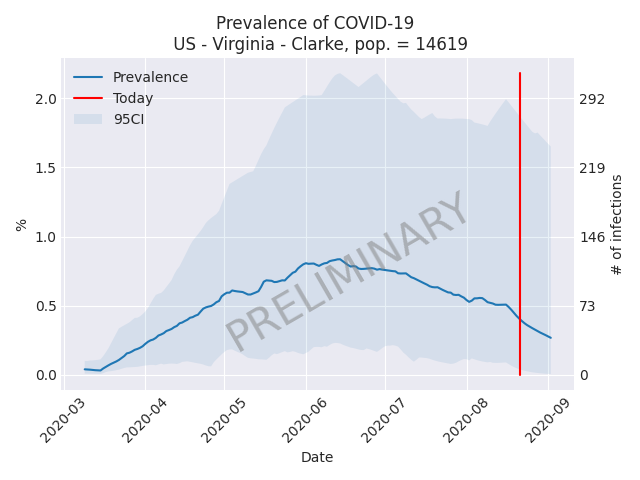 Prevalence of COVID-19
US - Virginia - Clarke, pop. = 14619
Prevalence
Today
95CI
2.0
1.5
1.0
0.5
0.0
%
292
219
146
73
0
# of infections
PRELIMINARY
2020-03
2020-04
2020-05
2020-06
2020-07
2020-08
2020-09
Date